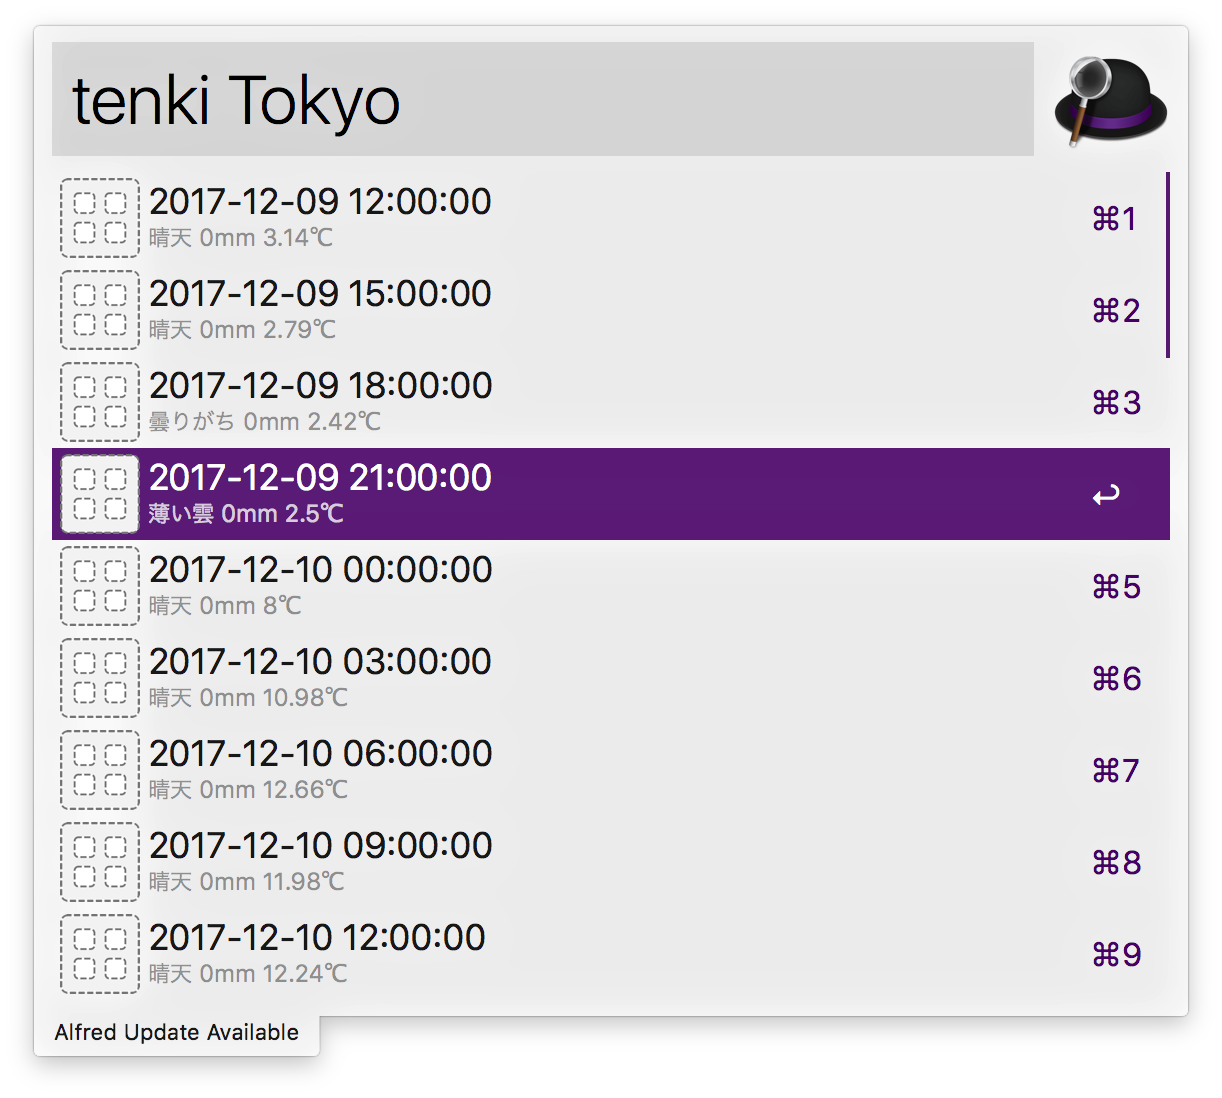 tenki Tokyo
2017-12-09 12:00:00
晴天 0mm 3.14℃
⌘1
2017-12-09 15:00:00
晴天 0mm 2.79℃
⌘2
2017-12-09 18:00:00
曇りがち 0mm 2.42℃
⌘3
2017-12-09 21:00:00
薄い雲 0mm 2.5℃
↩
2017-12-10 00:00:00
晴天 0mm 8℃
⌘5
2017-12-10 03:00:00
晴天 0mm 10.98℃
⌘6
2017-12-10 06:00:00
晴天 0mm 12.66℃
⌘7
2017-12-10 09:00:00
晴天 0mm 11.98℃
⌘8
2017-12-10 12:00:00
晴天 0mm 12.24℃
⌘9
Alfred Update Available